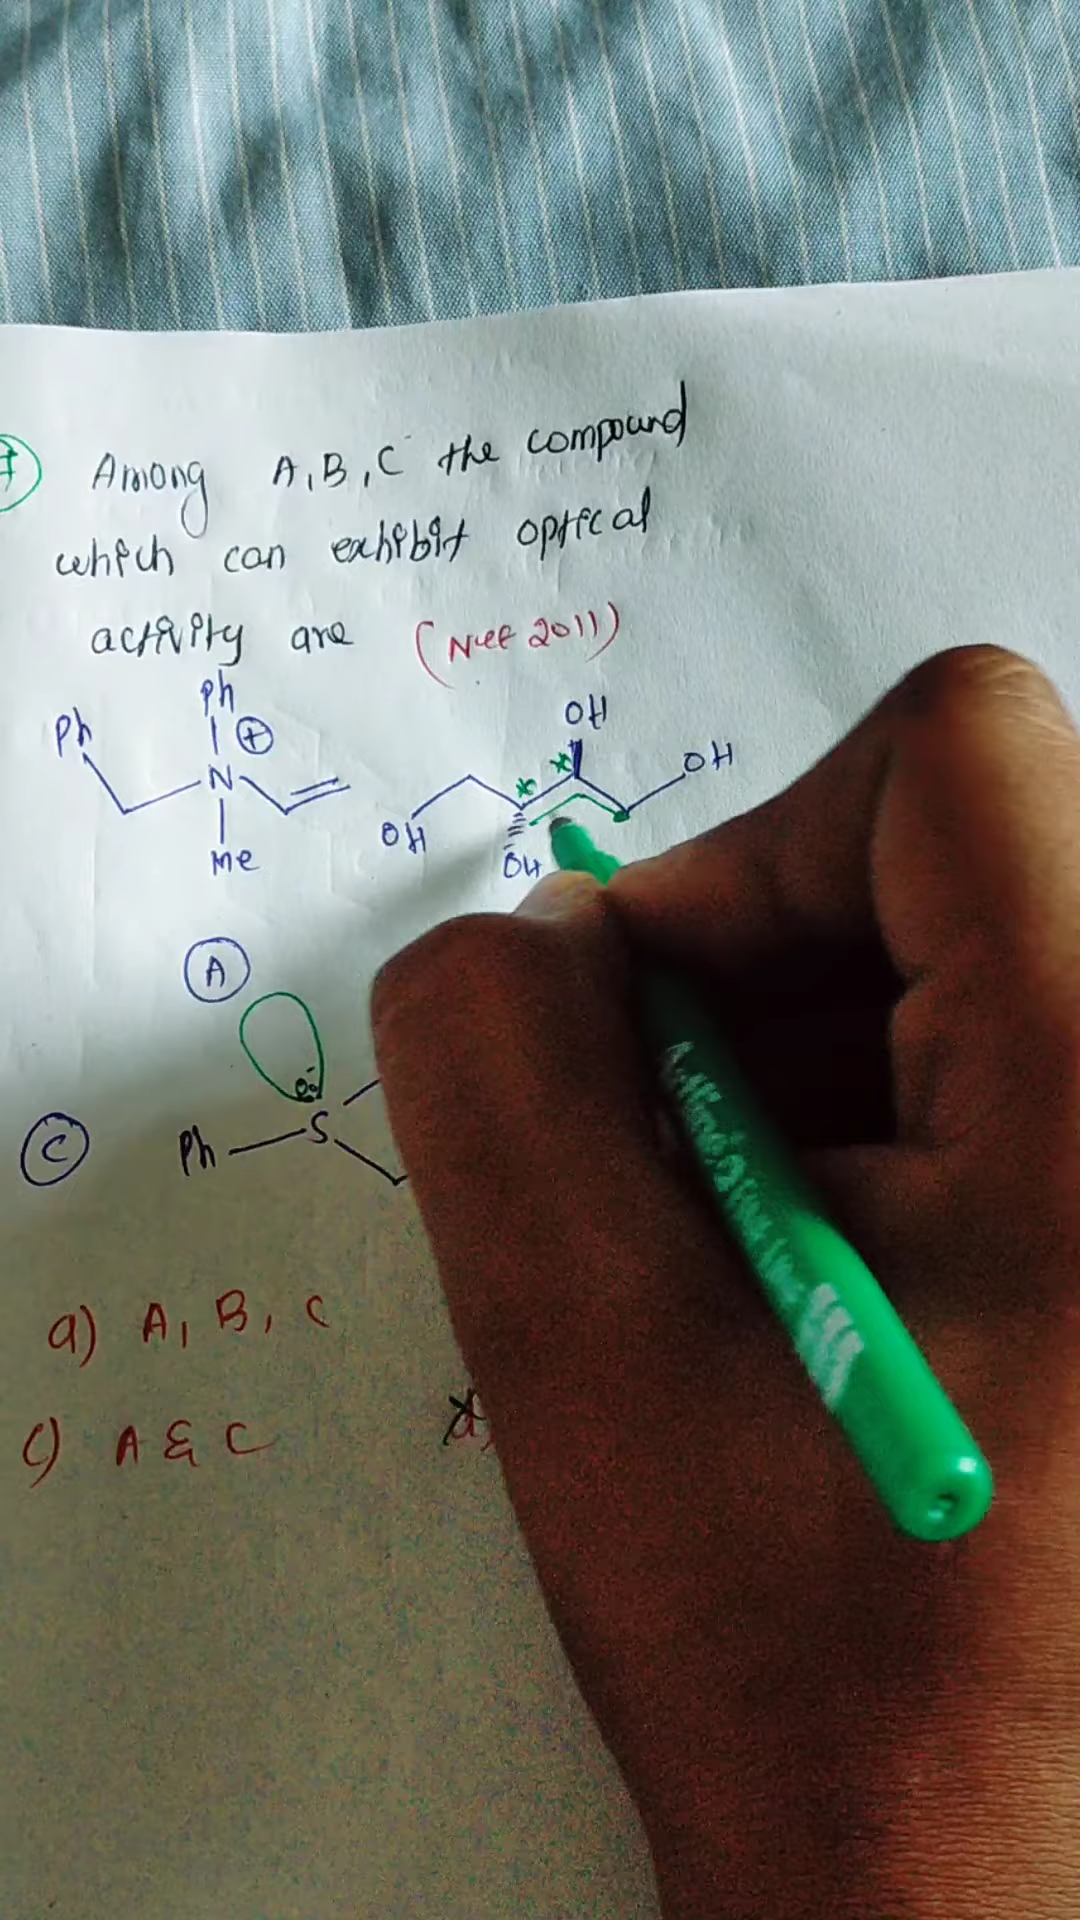 Among A, B, C the compound
which can exhibit optical
activity are (Neet 2011)
Ph
Ph
N
Me
OH
OH
OH
OH
A
C
Ph
S
a) A, B, C
c) A & C